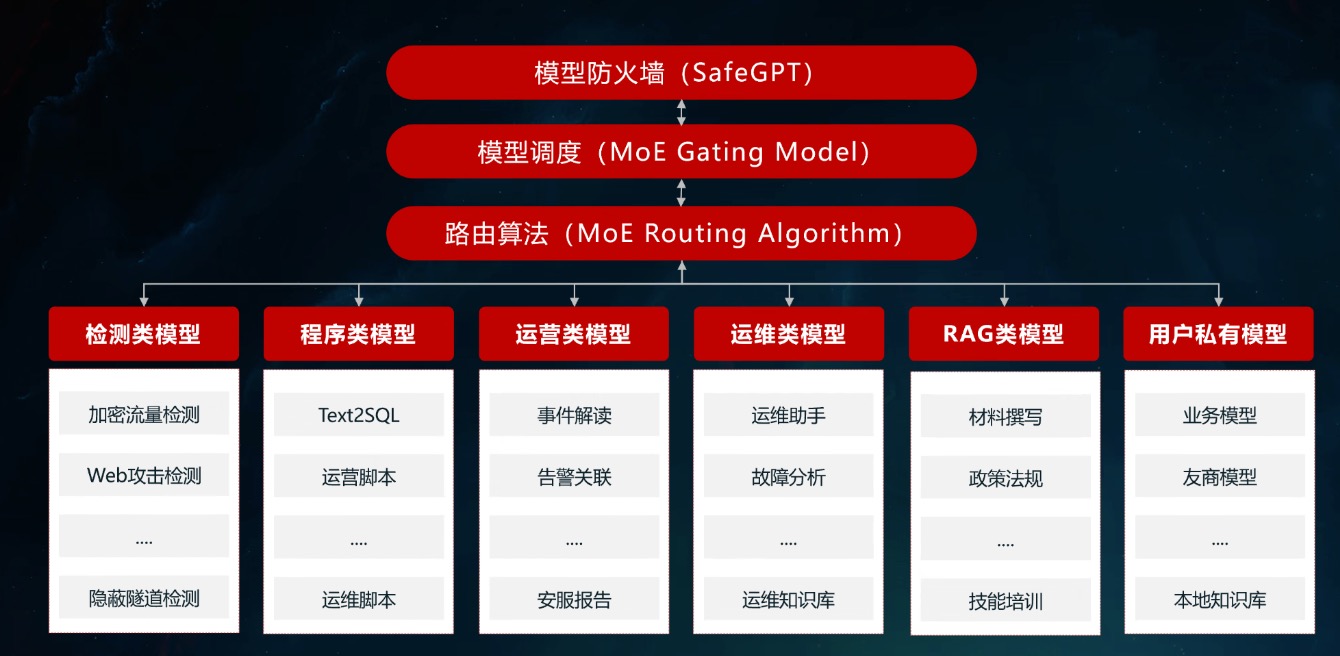 模型防火墙（SafeGPT）
模型调度（MoE Gating Model）
路由算法（MoE Routing Algorithm）
检测类模型
加密流量检测
Web攻击检测
....
隐蔽隧道检测
程序类模型
Text2SQL
运营脚本
....
运维脚本
运营类模型
事件解读
告警关联
....
安服报告
运维类模型
运维助手
故障分析
....
运维知识库
RAG类模型
材料撰写
政策法规
....
技能培训
用户私有模型
业务模型
友商模型
....
本地知识库